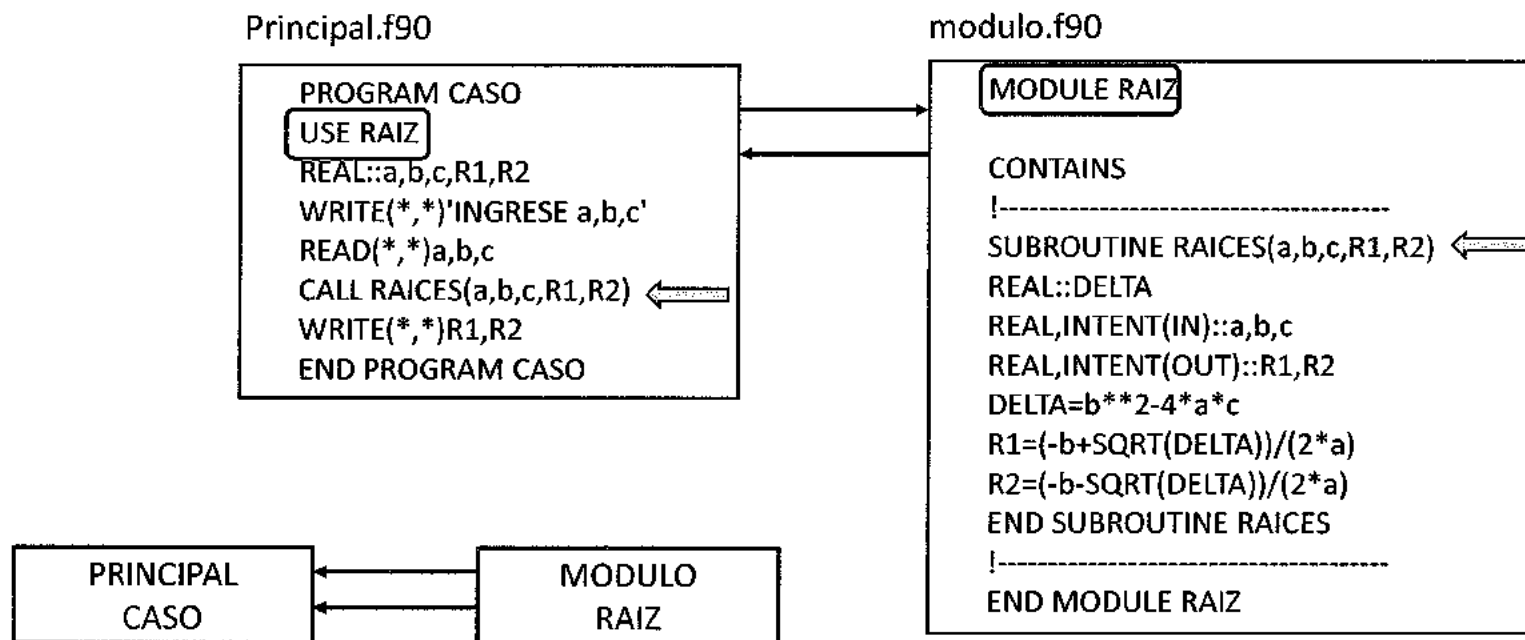 Principal.f90
PROGRAM CASO
USE RAIZ
REAL::a,b,c,R1,R2
WRITE(*,*)'INGRESE a,b,c'
READ(*,*)a,b,c
CALL RAICES(a,b,c,R1,R2)
WRITE(*,*)R1,R2
END PROGRAM CASO
modulo.f90
MODULE RAIZ
CONTAINS
!---------------------------------------
SUBROUTINE RAICES(a,b,c,R1,R2)
REAL::DELTA
REAL,INTENT(IN)::a,b,c
REAL,INTENT(OUT)::R1,R2
DELTA=b**2-4*a*c
R1=(-b+SQRT(DELTA))/(2*a)
R2=(-b-SQRT(DELTA))/(2*a)
END SUBROUTINE RAICES
!---------------------------------------
END MODULE RAIZ
PRINCIPAL
CASO
MODULO
RAIZ